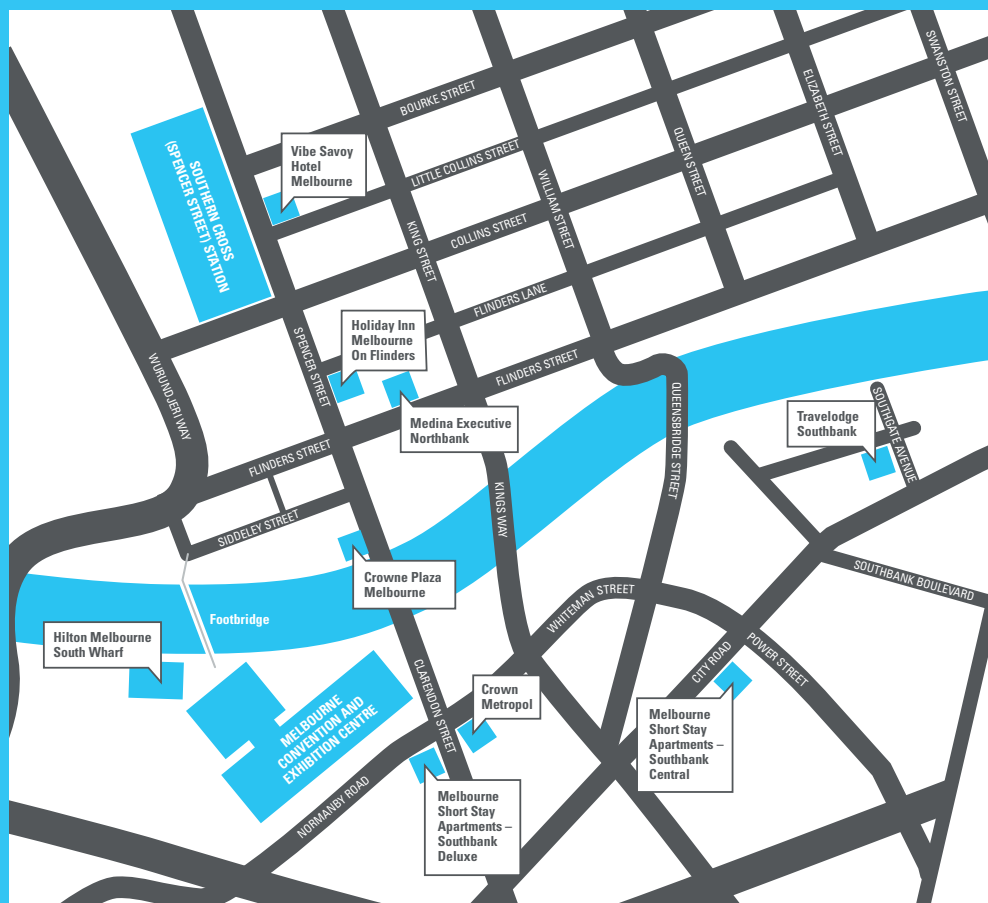 SWANSTON STREET
ELIZABETH STREET
BOURKE STREET
QUEEN STREET
Vibe Savoy
Hotel
Melbourne
LITTLE COLLINS STREET
SOUTHERN CROSS
(SPENCER STREET) STATION
WILLIAM STREET
KING STREET
COLLINS STREET
FLINDERS LANE
Holiday Inn
Melbourne
On Flinders
SPENCER STREET
WURUNDJERI WAY
FLINDERS STREET
QUEENSBRIDGE STREET
Medina Executive
Northbank
Travelodge
Southbank
SOUTHGATE AVENUE
FLINDERS STREET
KINGS WAY
SIDDELEY STREET
Crowne Plaza
Melbourne
SOUTHBANK BOULEVARD
Footbridge
WHITEMAN STREET
Hilton Melbourne
South Wharf
POWER STREET
CITY ROAD
CLARENDON STREET
Crown
Metropol
MELBOURNE
CONVENTION AND
EXHIBITION CENTRE
Melbourne
Short Stay
Apartments –
Southbank
Central
NORMANBY ROAD
Melbourne
Short Stay
Apartments –
Southbank
Deluxe